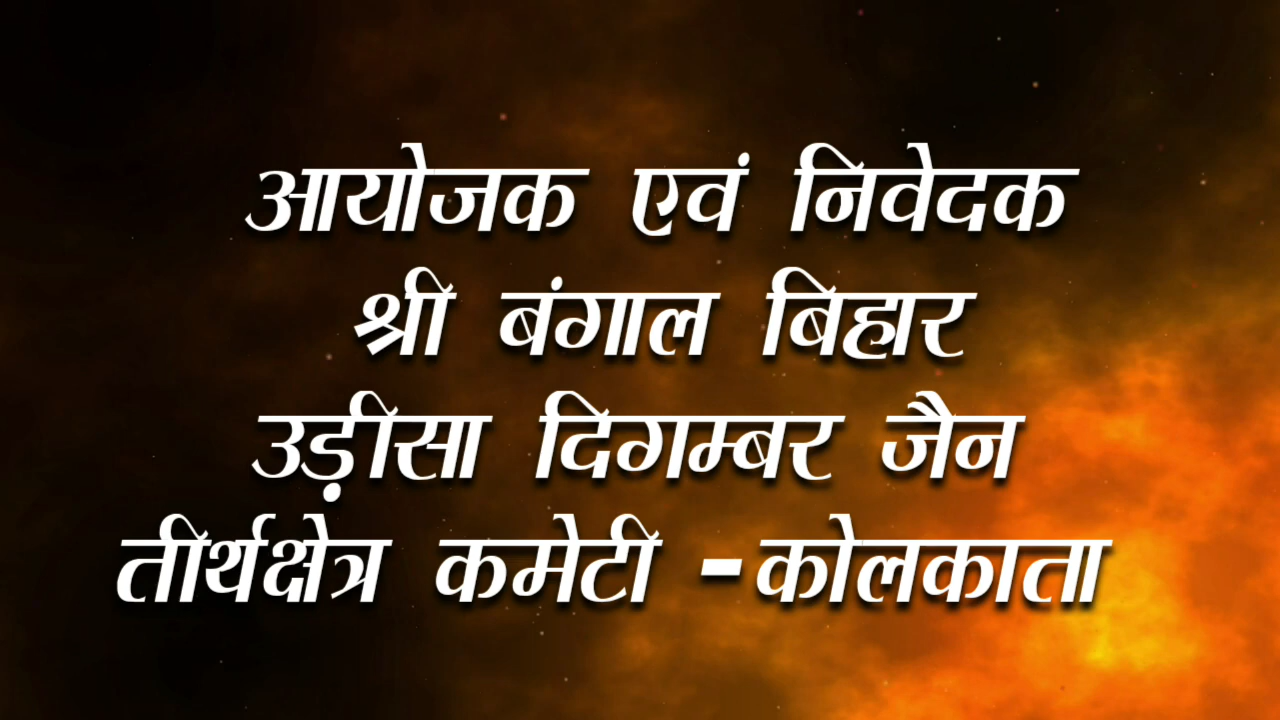 आयोजक एवं निवेदक
श्री बंगाल बिहार
उड़ीसा दिगम्बर जैन
तीर्थक्षेत्र कमेटी - कोलकाता